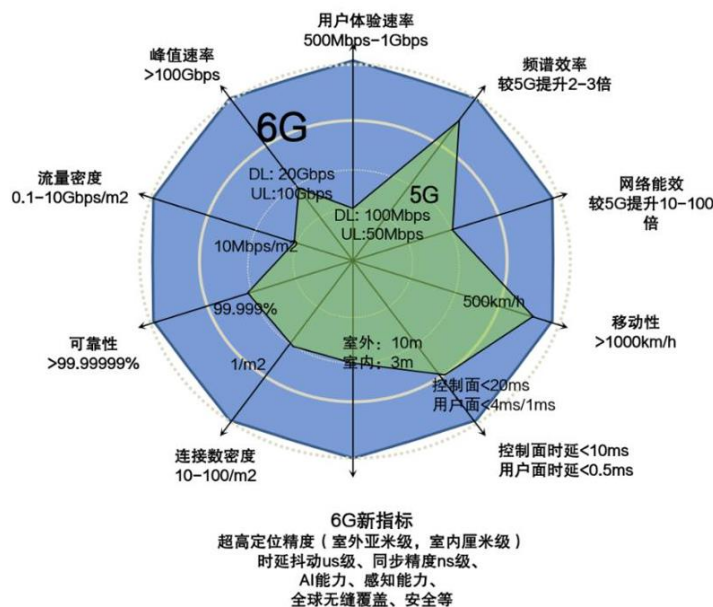 用户体验速率
500Mbps-1Gbps
峰值速率
>100Gbps
频谱效率
较5G提升2-3倍
6G
DL: 20Gbps
UL:10Gbps
5G
流量密度
0.1-10Gbps/m2
网络能效
较5G提升10-100
倍
DL: 100Mbps
UL:50Mbps
10Mbps/m2
500km/h
99.999%
移动性
>1000km/h
可靠性
>99.99999%
室外：10m
室内：3m
1/m2
控制面<20ms
用户面<4ms/1ms
连接数密度
10-100/m2
控制面时延<10ms
用户面时延<0.5ms
6G新指标
超高定位精度（室外亚米级，室内厘米级）
时延抖动us级、同步精度ns级、
AI能力、感知能力、
全球无缝覆盖、安全等